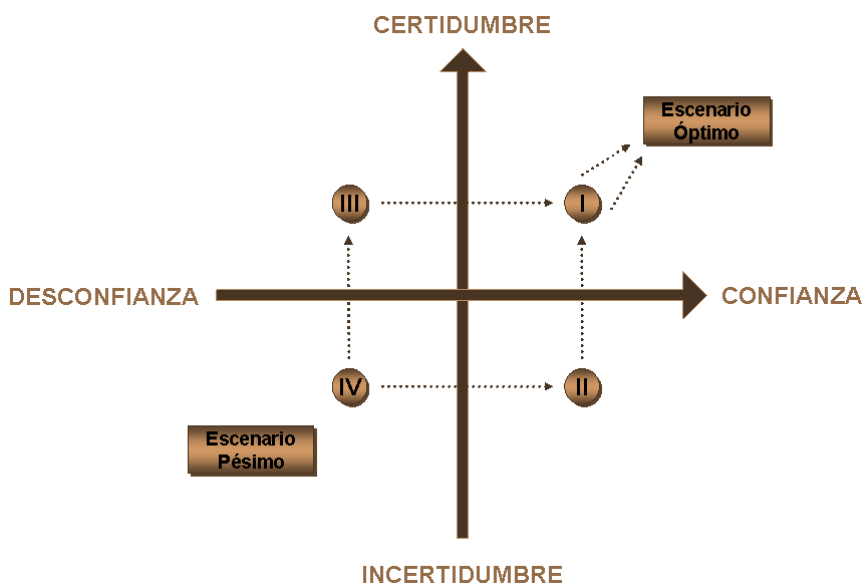 CERTIDUMBRE
Escenario
Óptimo
III
I
DESCONFIANZA
CONFIANZA
IV
II
Escenario
Pésimo
INCERTIDUMBRE